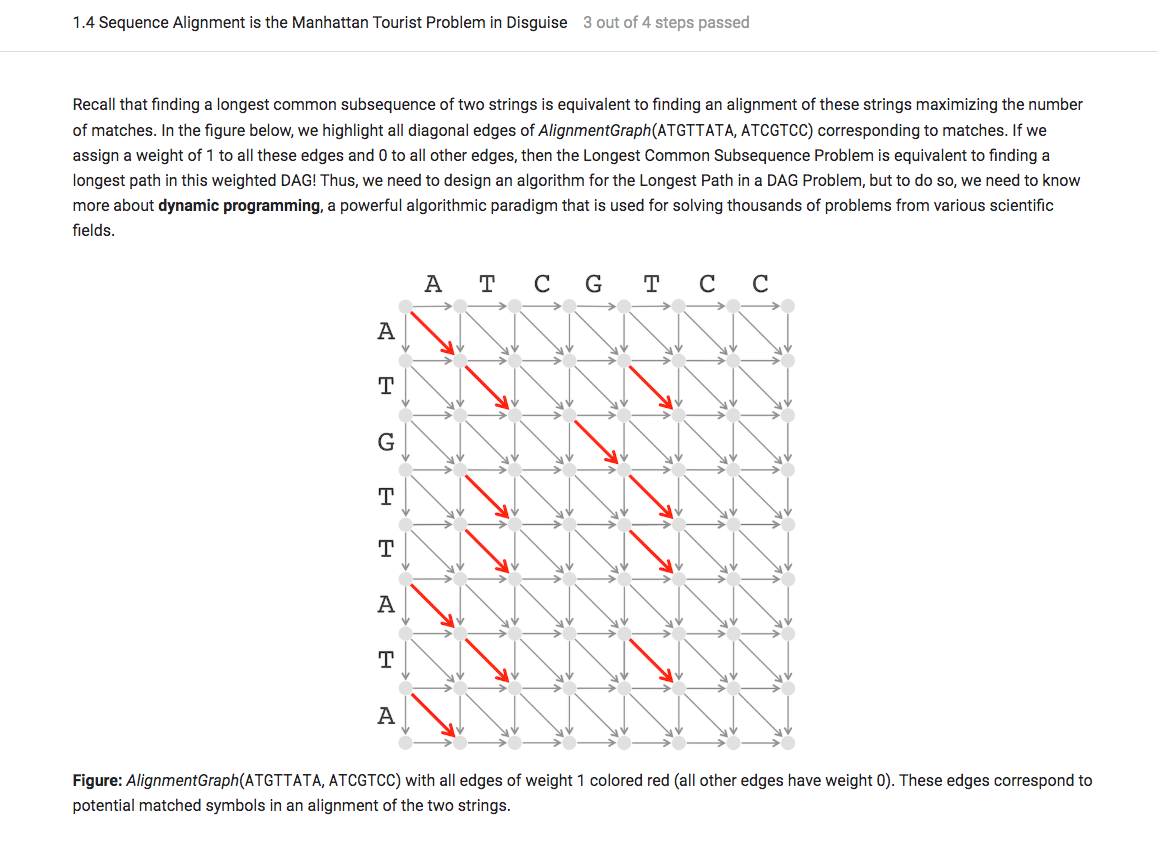 1.4 Sequence Alignment is the Manhattan Tourist Problem in Disguise 3 out of 4 steps passed
Recall that finding a longest common subsequence of two strings is equivalent to finding an alignment of these strings maximizing the number
of matches. In the figure below, we highlight all diagonal edges of AlignmentGraph(ATGTTATA, ATCGTCC) corresponding to matches. If we
assign a weight of 1 to all these edges and 0 to all other edges, then the Longest Common Subsequence Problem is equivalent to finding a
longest path in this weighted DAG! Thus, we need to design an algorithm for the Longest Path in a DAG Problem, but to do so, we need to know
more about dynamic programming, a powerful algorithmic paradigm that is used for solving thousands of problems from various scientific
fields.
A T C G T C C
A
T
G
T
T
A
T
A
Figure: AlignmentGraph(ATGTTATA, ATCGTCC) with all edges of weight 1 colored red (all other edges have weight 0). These edges correspond to
potential matched symbols in an alignment of the two strings.